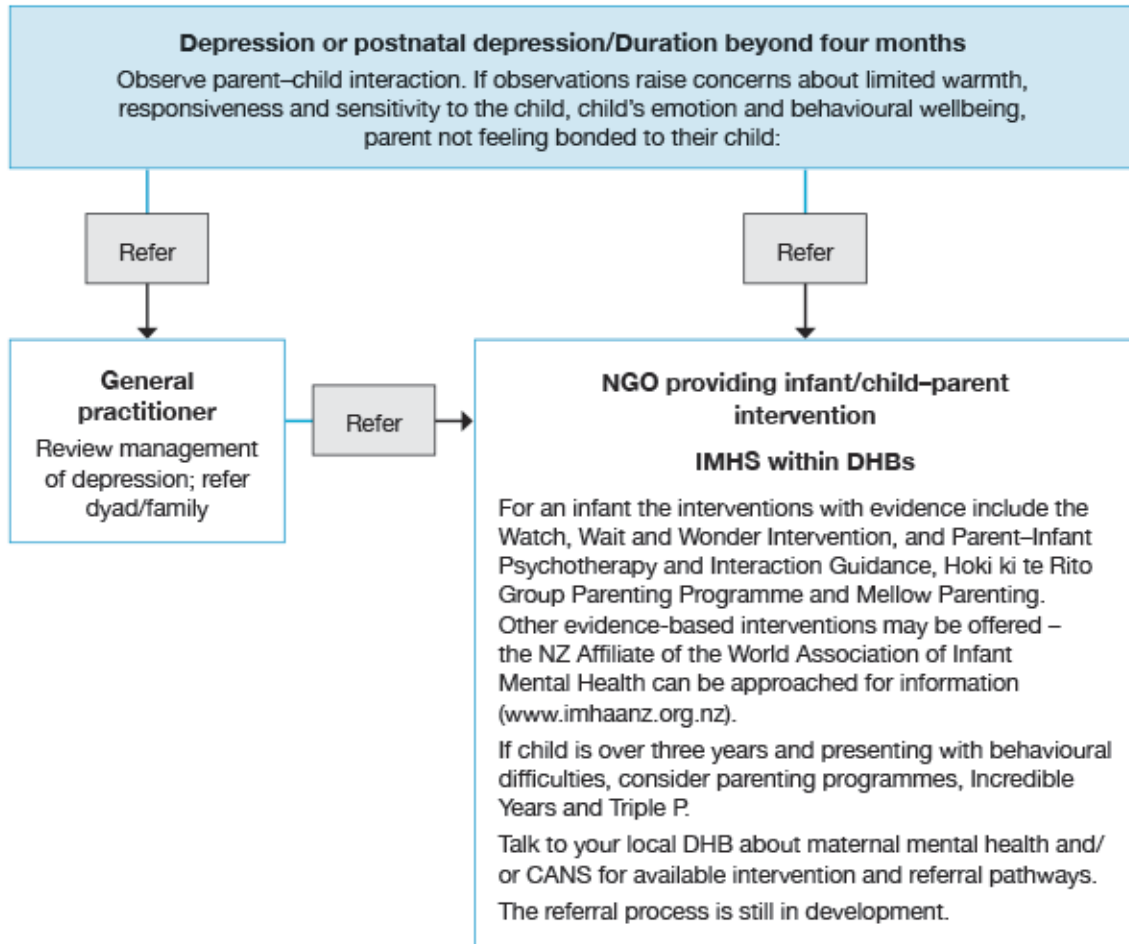 Depression or postnatal depression/Duration beyond four months
Observe parent–child interaction. If observations raise concerns about limited warmth,
responsiveness and sensitivity to the child, child's emotion and behavioural wellbeing,
parent not feeling bonded to their child:
Refer
Refer
General
practitioner
Review management
of depression; refer
dyad/family
Refer
NGO providing infant/child–parent
intervention
IMHS within DHBs
For an infant the interventions with evidence include the
Watch, Wait and Wonder Intervention, and Parent–Infant
Psychotherapy and Interaction Guidance, Hoki ki te Rito
Group Parenting Programme and Mellow Parenting.
Other evidence-based interventions may be offered –
the NZ Affiliate of the World Association of Infant
Mental Health can be approached for information
(www.imhaanz.org.nz).
If child is over three years and presenting with behavioural
difficulties, consider parenting programmes, Incredible
Years and Triple P.
Talk to your local DHB about maternal mental health and/
or CANS for available intervention and referral pathways.
The referral process is still in development.